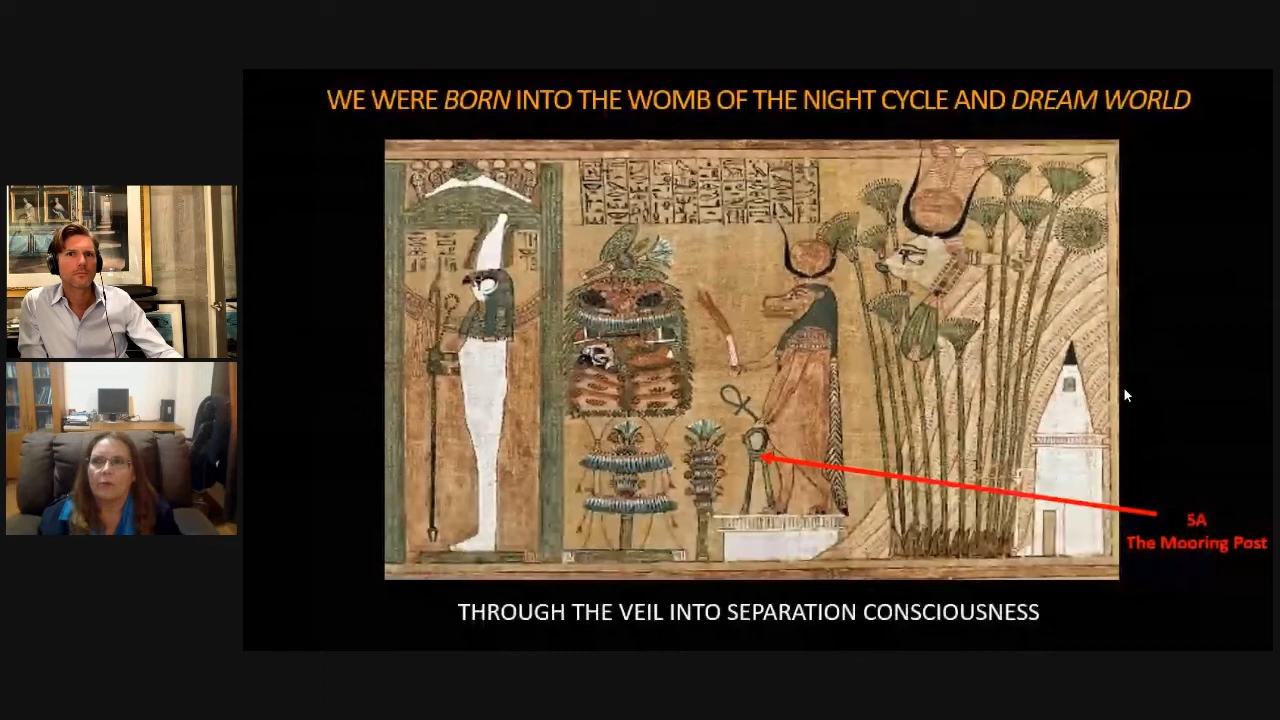 WE WERE BORN INTO THE WOMB OF THE NIGHT CYCLE AND DREAM WORLD
SA
The Mooring Post
THROUGH THE VEIL INTO SEPARATION CONSCIOUSNESS